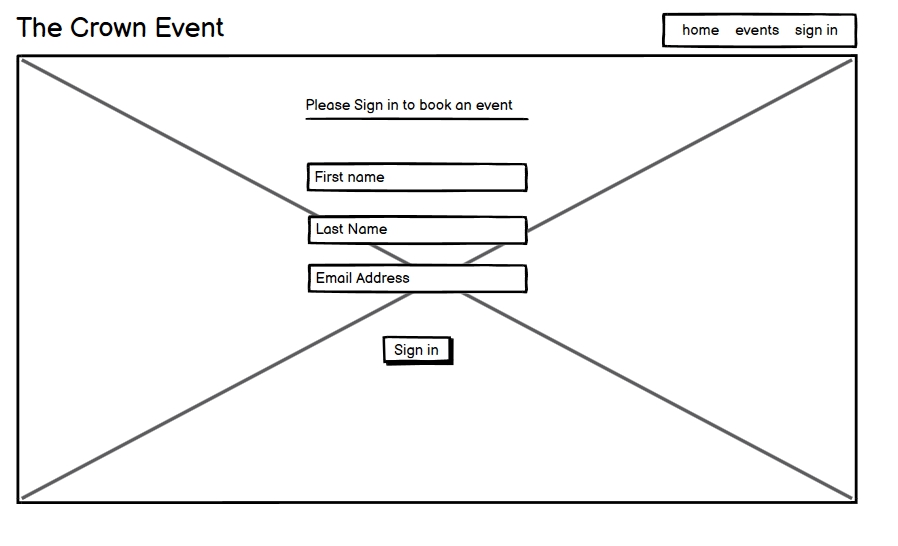 The Crown Event
home events sign in
Please Sign in to book an event
First name
Last Name
Email Address
Sign in